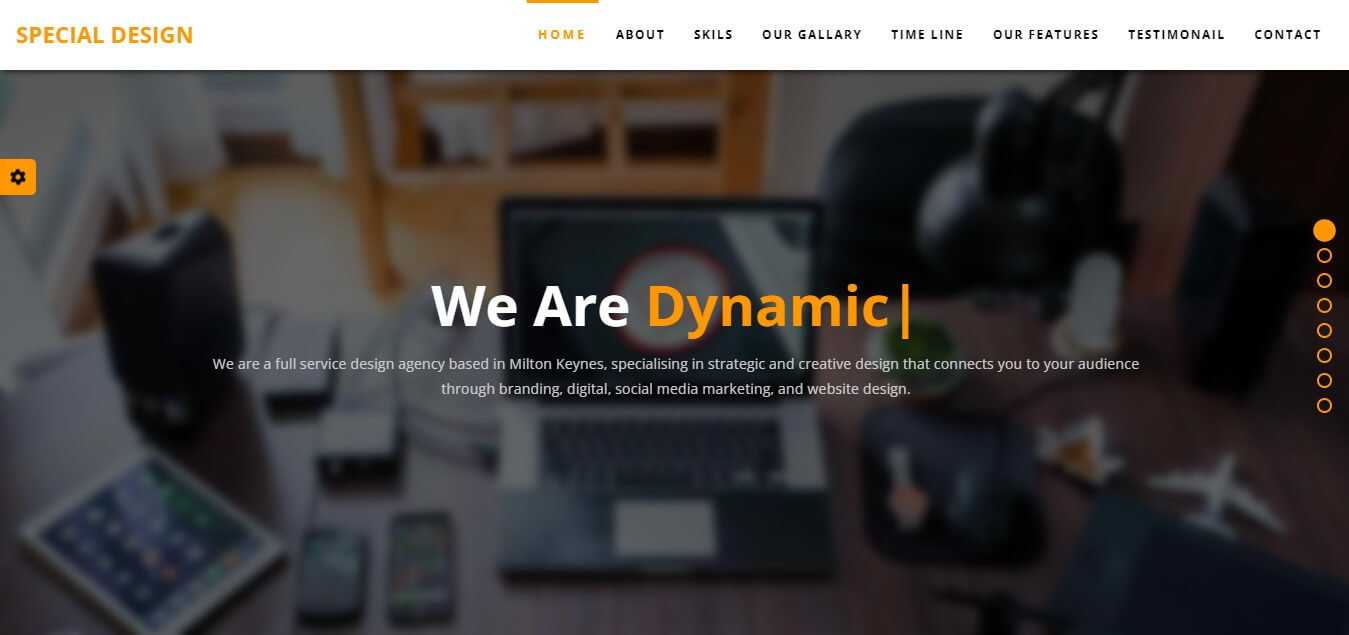 SPECIAL DESIGN
HOME ABOUT SKILS OUR GALLARY TIME LINE OUR FEATURES TESTIMONAIL CONTACT
We Are Dynamic|
We are a full service design agency based in Milton Keynes, specialising in strategic and creative design that connects you to your audience
through branding, digital, social media marketing, and website design.